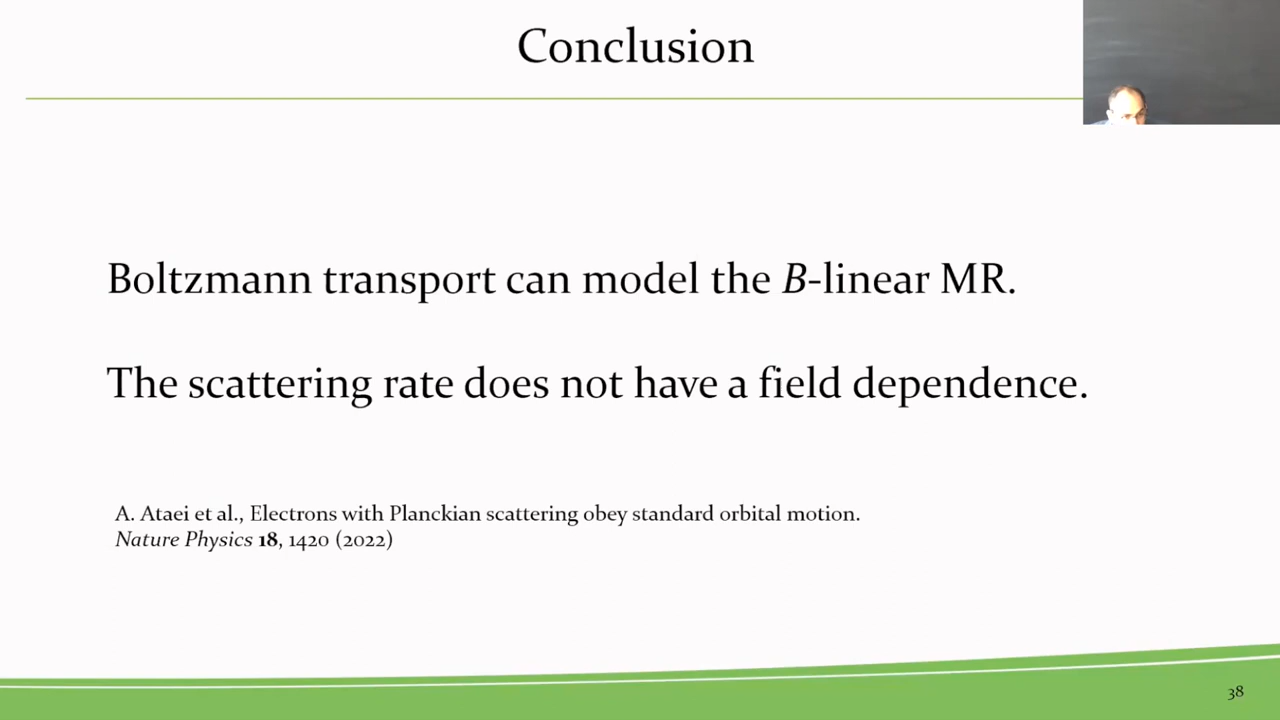 Conclusion
Boltzmann transport can model the B-linear MR.
The scattering rate does not have a field dependence.
A. Ataei et al., Electrons with Planckian scattering obey standard orbital motion.
Nature Physics 18, 1420 (2022)
38